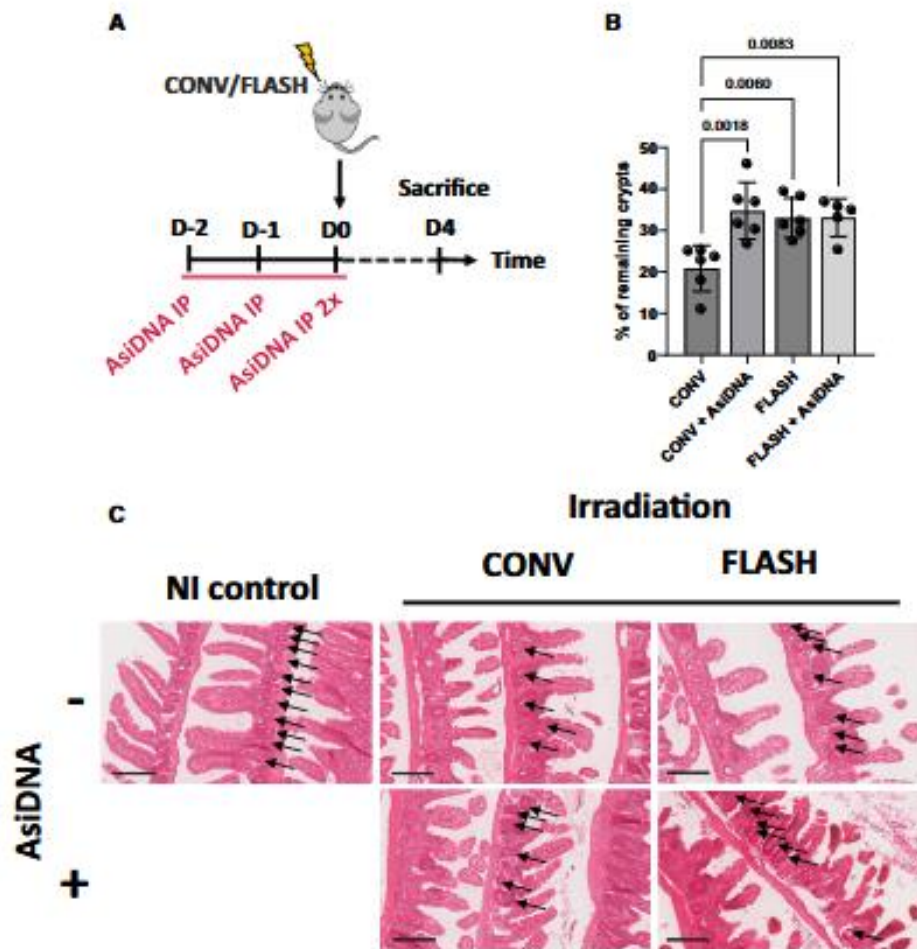 A
CONV/FLASH
Sacrifice
D-2 D-1 D0 D4
Time
AsiDNA IP
AsiDNA IP
AsiDNA IP 2x
B
0.0083
0.0060
0.0018
% of remaining crypts
50
40
30
20
10
0
CONV
CONV + AsiDNA
FLASH
FLASH + AsiDNA
C
Irradiation
NI control
CONV
FLASH
AsiDNA
-
+